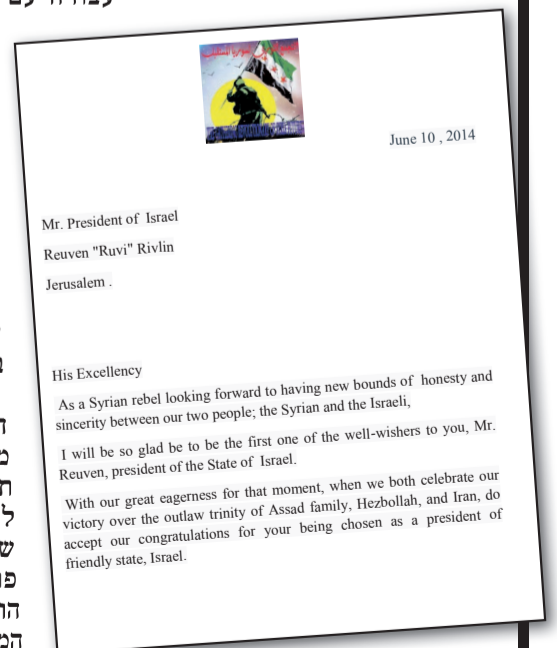 June 10 , 2014
Mr. President of Israel
Reuven "Ruvi" Rivlin
Jerusalem .
His Excellency
As a Syrian rebel looking forward to having new bounds of honesty and
sincerity between our two people; the Syrian and the Israeli,
I will be so glad be to be the first one of the well-wishers to you, Mr.
Reuven, president of the State of Israel.
With our great eagerness for that moment, when we both celebrate our
victory over the outlaw trinity of Assad family, Hezbollah, and Iran, do
accept our congratulations for your being chosen as a president of
friendly state, Israel.